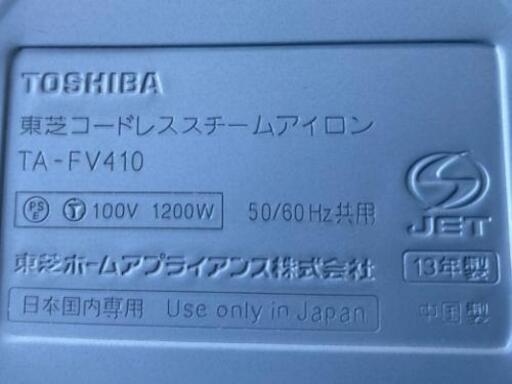 TOSHIBA
東芝コードレススチームアイロン
TA-FV410
PS E T 100V 1200W 50/60Hz共用
S JET
東芝ホームアプライアンス株式会社 13年製
日本国内専用 Use only in Japan 中国製